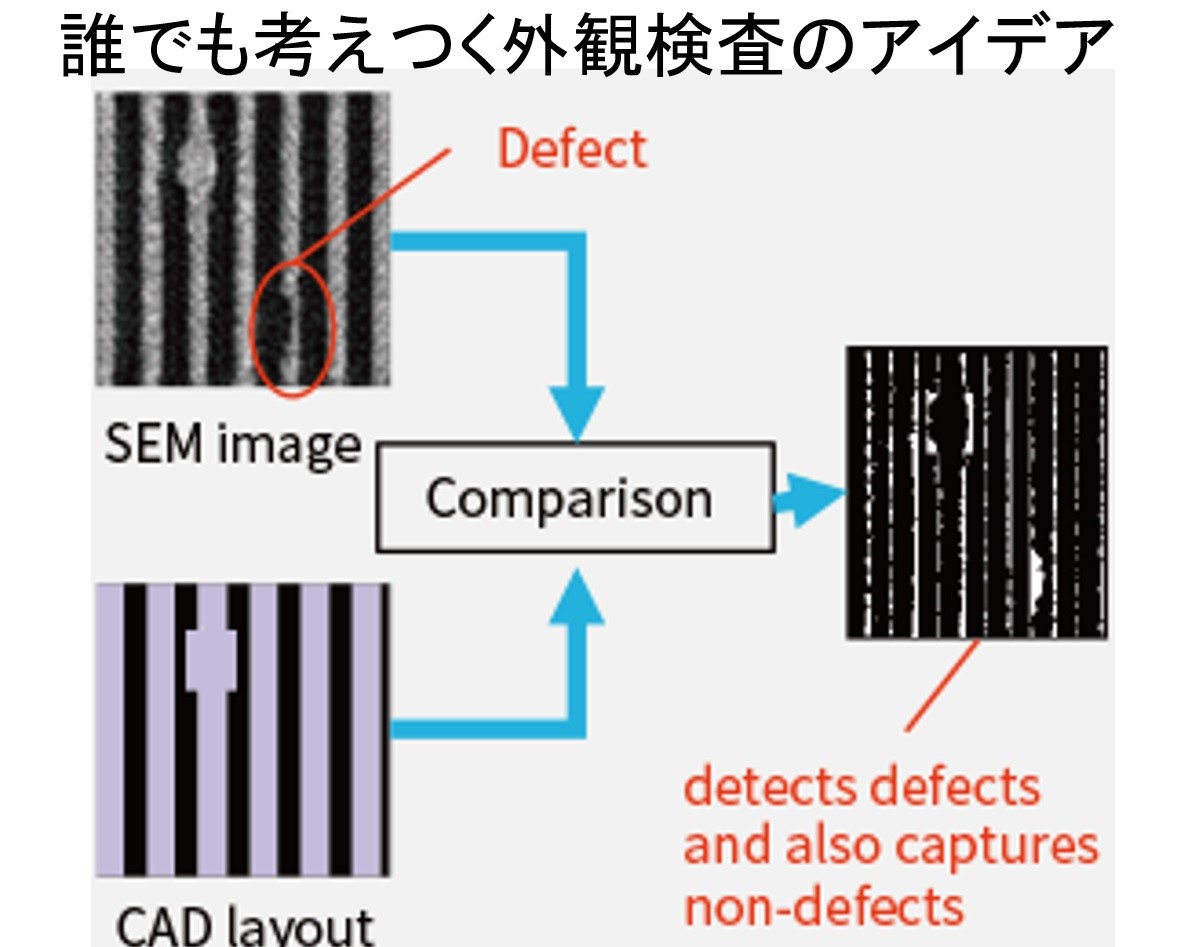 誰でも考えつく外観検査のアイデア
Defect
SEM image
Comparison
CAD layout
detects defects
and also captures
non-defects